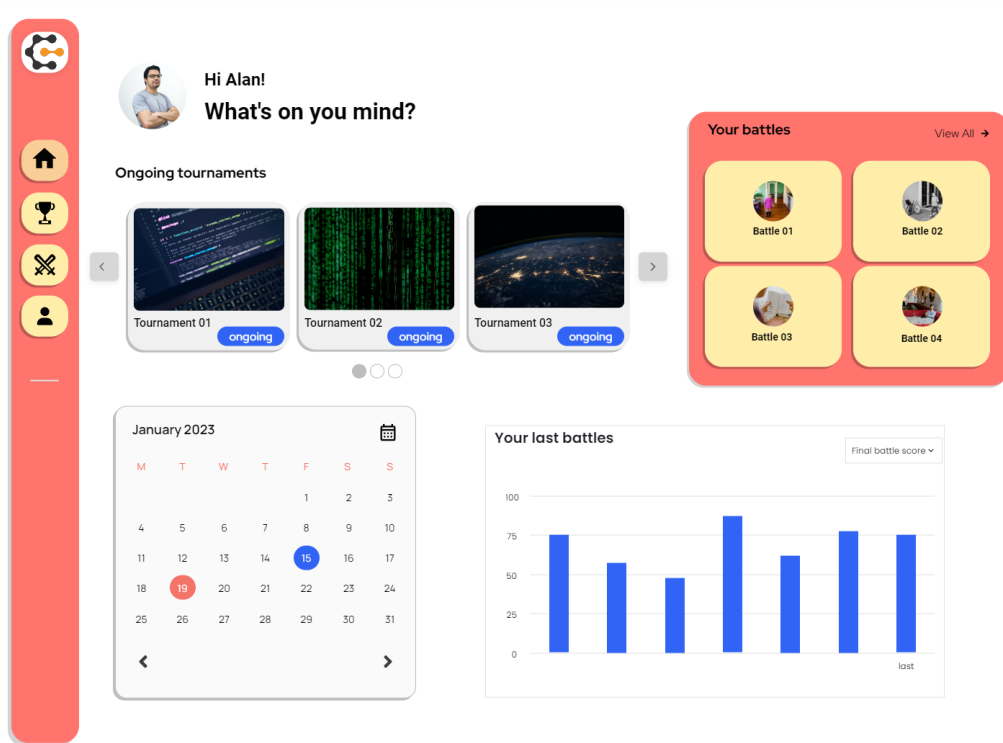 Hi Alan!
What's on you mind?
Ongoing tournaments
Tournament 01
ongoing
Tournament 02
ongoing
Tournament 03
ongoing
Your battles
View All
Battle 01
Battle 02
Battle 03
Battle 04
January 2023
M T W T F S S
1 2 3
4 5 6 7 8 9 10
11 12 13 14 15 16 17
18 19 20 21 22 23 24
25 26 27 28 29 30 31
Your last battles
Final battle score
100
75
50
25
0
last